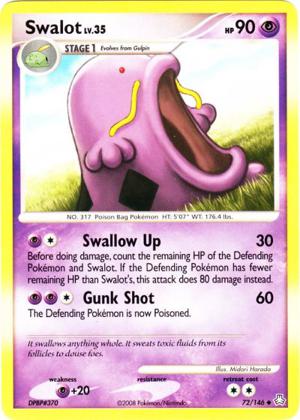 Swalot LV.35 HP 90
STAGE 1 Evolves from Gulpin
NO. 317 Poison Bag Pokémon HT: 5'07" WT: 176.4 lbs.
Swallow Up 30
Before doing damage, count the remaining HP of the Defending
Pokémon and Swalot. If the Defending Pokémon has fewer
remaining HP than Swalot's, this attack does 80 damage instead.
Gunk Shot 60
The Defending Pokémon is now Poisoned.
It swallows anything whole. It sweats toxic fluids from its
follicles to douse foes.
Illus. Midori Harada
weakness resistance retreat cost
+20
DPBP#370 ©2008 Pokémon/Nintendo 72/146